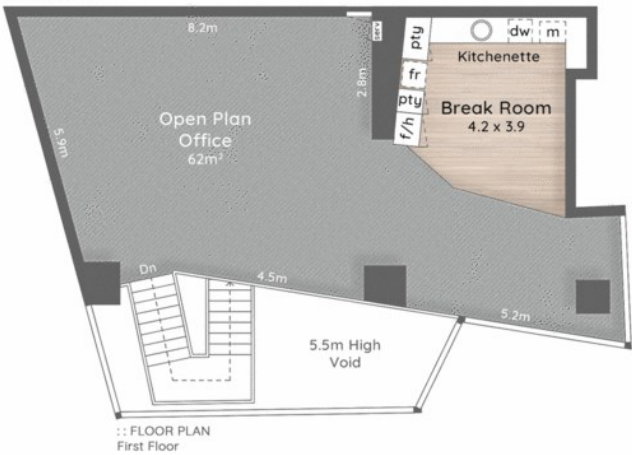 8.2m
serv
pty
dw
m
Kitchenette
fr
2.8m
pty
Break Room
4.2 x 3.9
f/h
Open Plan
Office
62m²
5.9m
Dn
4.5m
5.2m
5.5m High
Void
:: FLOOR PLAN
First Floor